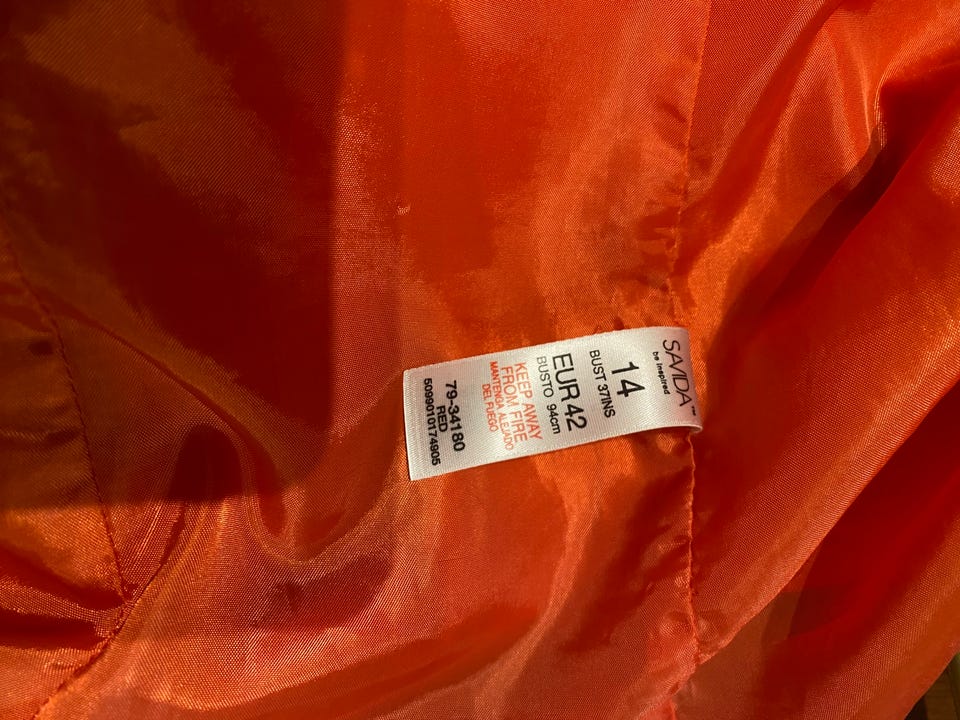 SAVIDA™
be inspired
14
BUST 37INS
EUR 42
BUSTO 94cm
KEEP AWAY
FROM FIRE
MANTENGA ALEJADO
DEL FUEGO
79-34180
RED
5099010174905